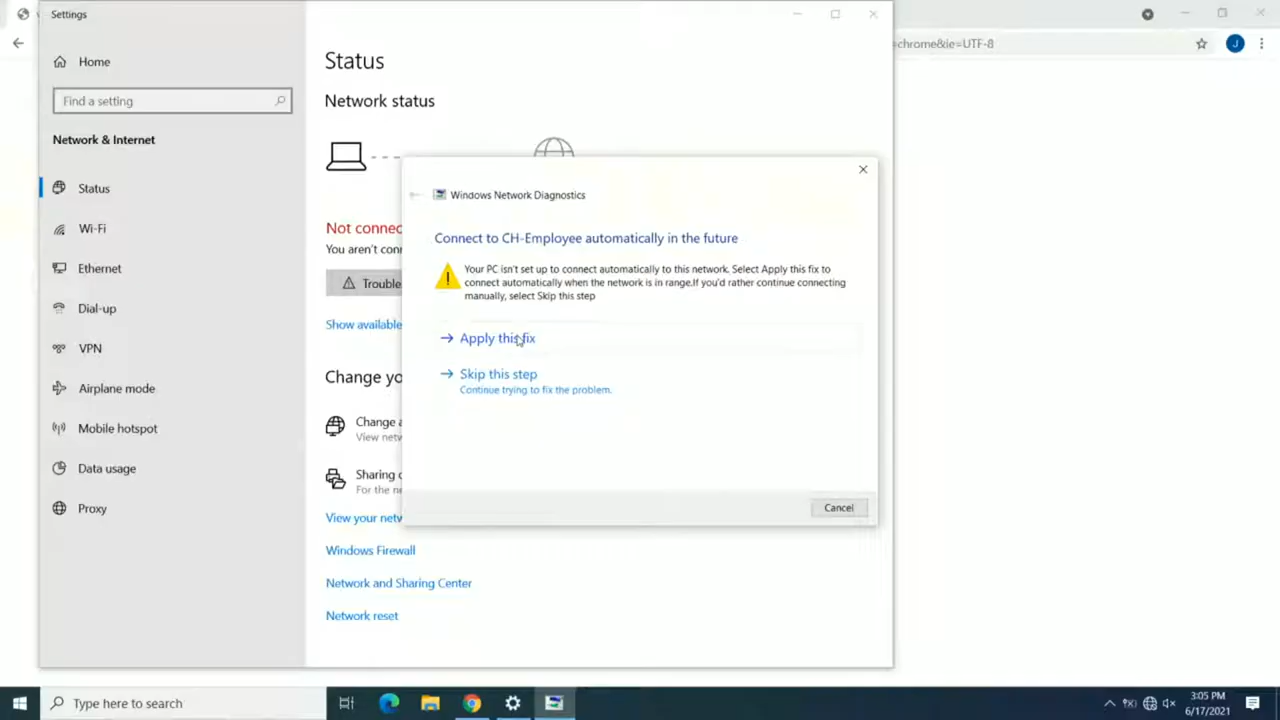 Settings
=chrome&ie=UTF-8
J
Home
Find a setting
Network & Internet
Status
Wi-Fi
Ethernet
Dial-up
VPN
Airplane mode
Mobile hotspot
Data usage
Proxy
Status
Network status
Not connec
You aren't conn
Trouble
Show available
Change yo
Change a
View netw
Sharing o
For the ne
View your netw
Windows Firewall
Network and Sharing Center
Network reset
Windows Network Diagnostics
Connect to CH-Employee automatically in the future
Your PC isn't set up to connect automatically to this network. Select Apply this fix to
connect automatically when the network is in range.If you'd rather continue connecting
manually, select Skip this step
Apply this fix
Skip this step
Continue trying to fix the problem.
Cancel
Type here to search
3:05 PM
6/17/2021